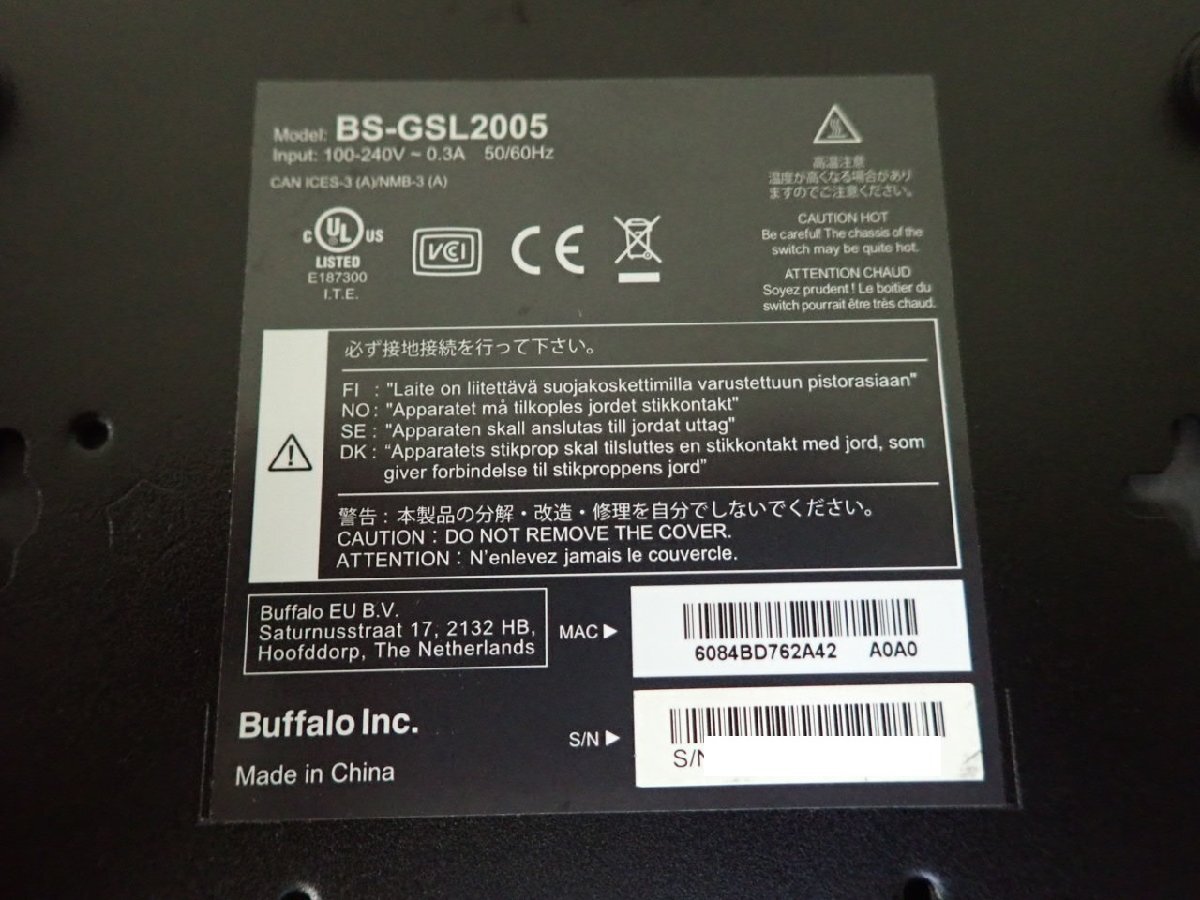 Model: BS-GSL2005
Input: 100-240V ~ 0.3A 50/60Hz
CAN ICES-3 (A)/NMB-3 (A)
高温注意
温度が高くなる場合があり
ますのでご注意ください。
CAUTION HOT
Be careful! The chassis of the
switch may be quite hot.
ATTENTION CHAUD
Soyez prudent ! Le boitier du
switch pourrait être très chaud.
C UL US
LISTED
E187300
I.T.E.
VCI
CE
必ず接地接続を行って下さい。
FI : "Laite on liitettävä suojakoskettimilla varustettuun pistorasiaan"
NO : "Apparatet må tilkoples jordet stikkontakt"
SE : "Apparaten skall anslutas till jordat uttag"
DK : "Apparatets stikprop skal tilsluttes en stikkontakt med jord, som
giver forbindelse til stikproppens jord"
警告 : 本製品の分解・改造・修理を自分でしないでください。
CAUTION : DO NOT REMOVE THE COVER.
ATTENTION : N'enlevez jamais le couvercle.
Buffalo EU B.V.
Saturnusstraat 17, 2132 HB,
Hoofddorp, The Netherlands
MAC ▶
6084BD762A42 A0A0
Buffalo Inc.
Made in China
S/N ▶
S/N